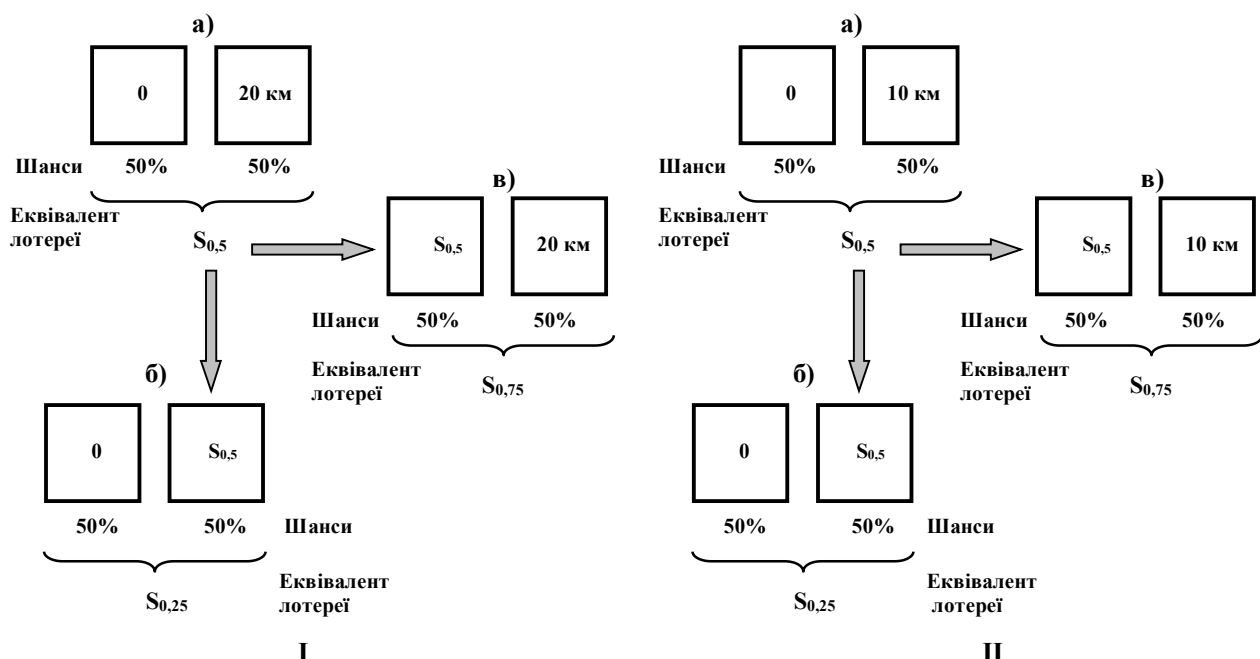 а)
0 20 км
Шанси 50% 50%
Еквівалент
лотереї
S0,5
в)
S0,5 20 км
Шанси 50% 50%
Еквівалент
лотереї
S0,75
б)
0 S0,5
50% 50% Шанси
Еквівалент
лотереї
S0,25
I
а)
0 10 км
Шанси 50% 50%
Еквівалент
лотереї
S0,5
в)
S0,5 10 км
Шанси 50% 50%
Еквівалент
лотереї
S0,75
б)
0 S0,5
50% 50% Шанси
Еквівалент
лотереї
S0,25
II